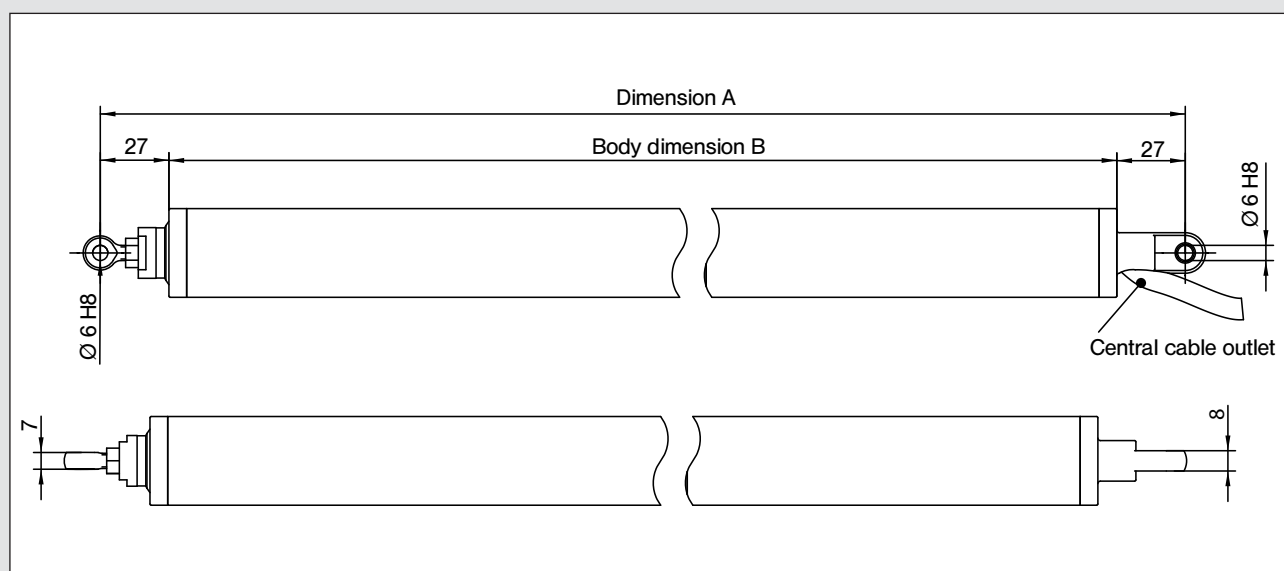 Dimension A
27
Body dimension B
27
Ø 6 H8
Ø 6 H8
Central cable outlet
7
8